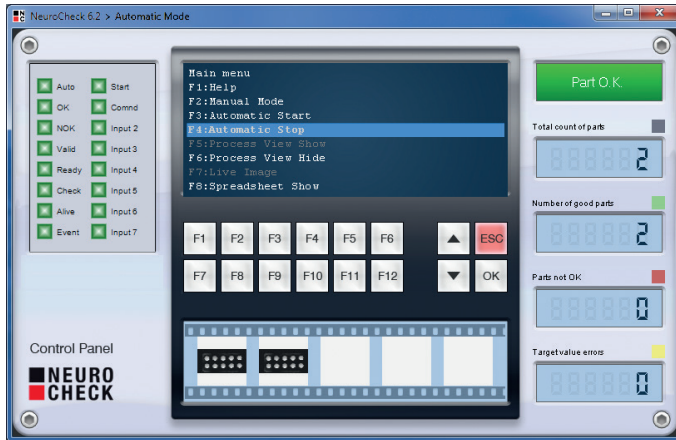 NeuroCheck 6.2 > Automatic Mode
Auto Start
OK Comnd
NOK Input 2
Valid Input 3
Ready Input 4
Check Input 5
Alive Input 6
Event Input 7
Main menu
F1:Help
F2:Manual Mode
F3:Automatic Start
F4:Automatic Stop
F5:Process View Show
F6:Process View Hide
F7:Live Image
F8:Spreadsheet Show
F1 F2 F3 F4 F5 F6 ESC
F7 F8 F9 F10 F11 F12 OK
Part O.K.
Total count of parts
2
Number of good parts
2
Parts not OK
0
Target value errors
0
Control Panel
NEURO
CHECK